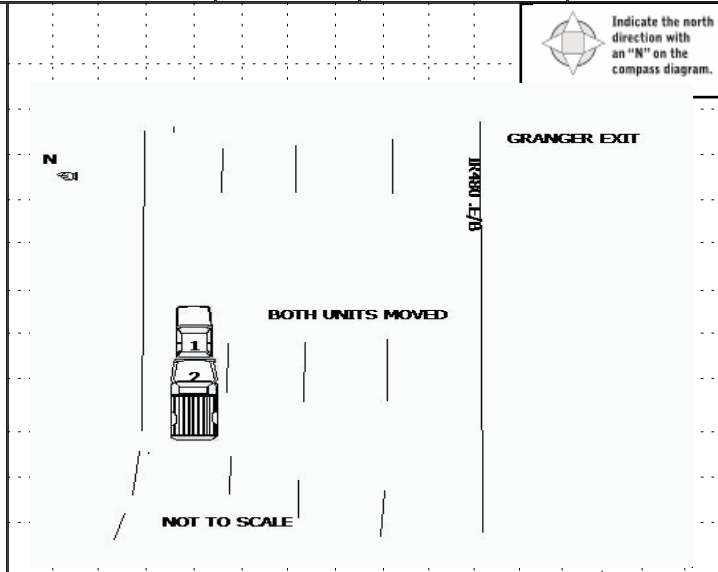 Indicate the north
direction with
an “N” on the
compass diagram.
GRANGER EXIT
N
IR480 E/B
BOTH UNITS MOVED
1
2
NOT TO SCALE